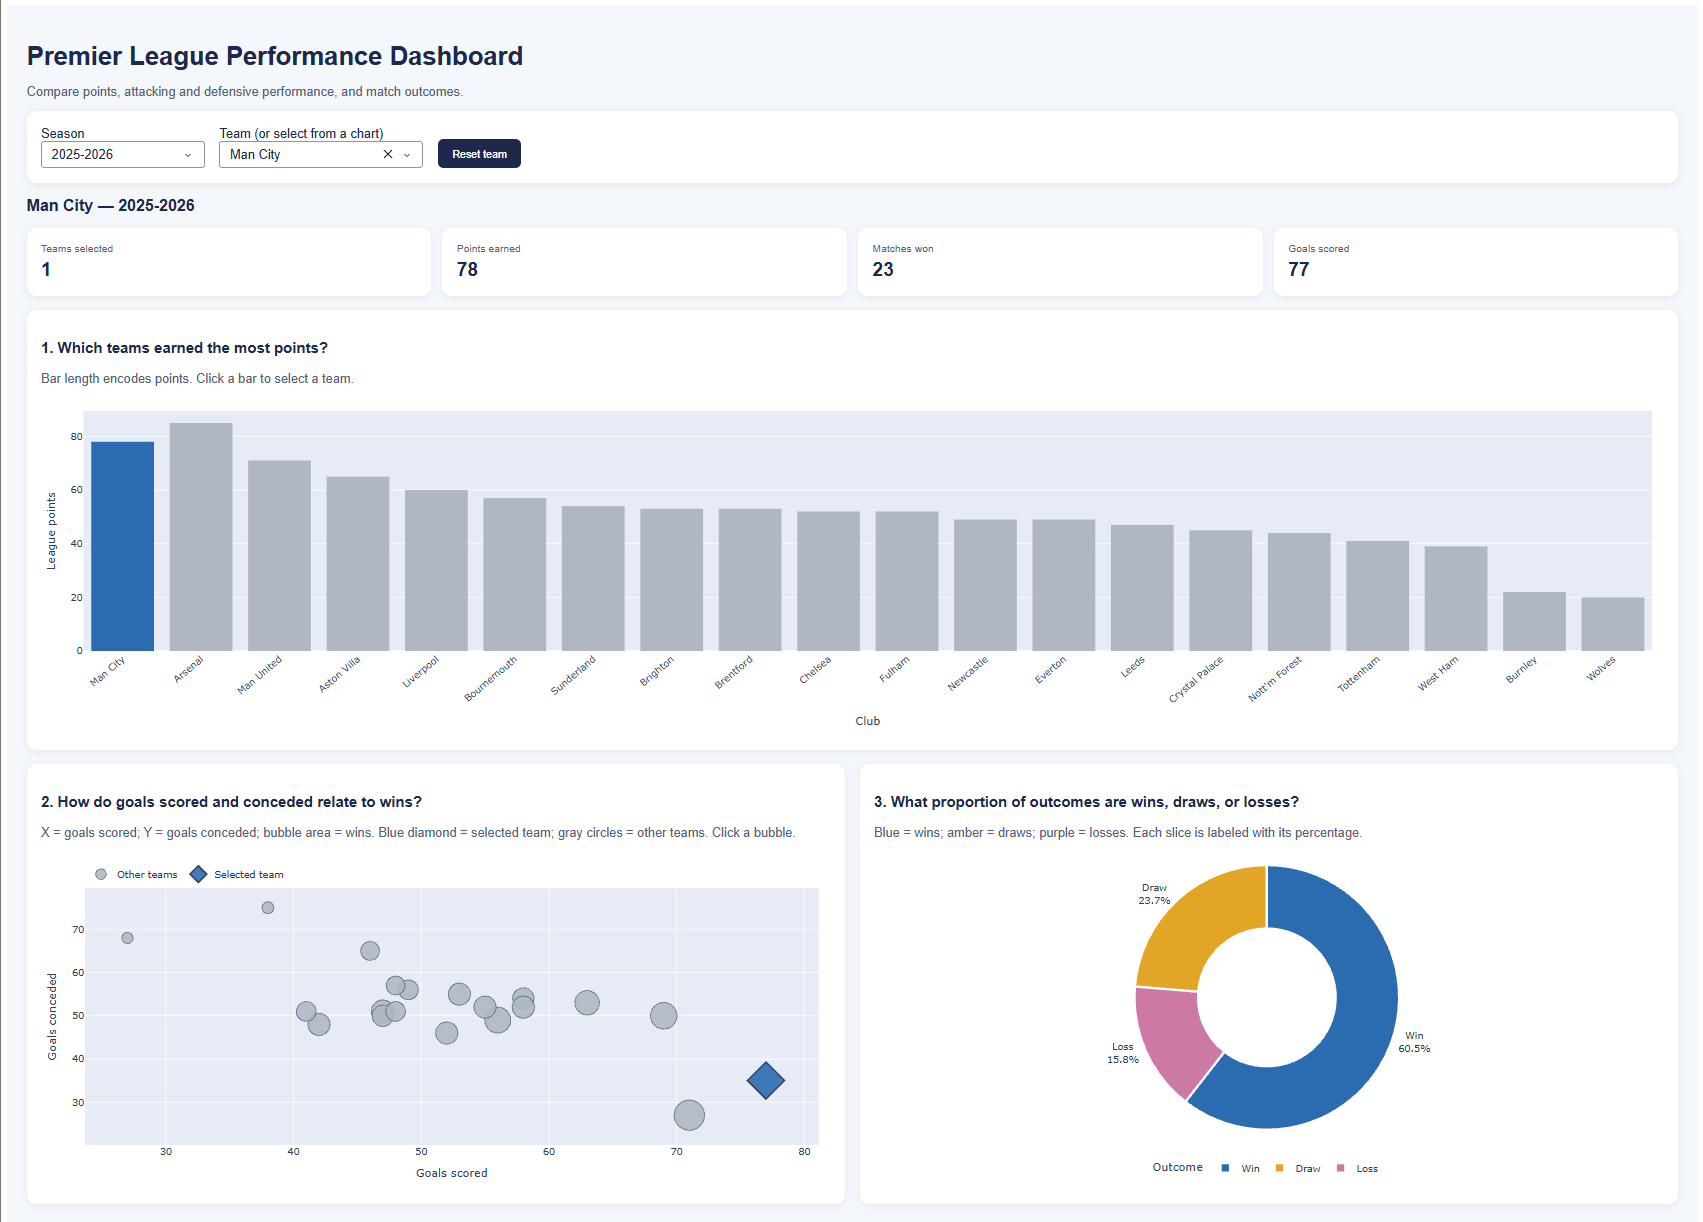 Premier League Performance Dashboard
Compare points, attacking and defensive performance, and match outcomes.
Season
Team (or select from a chart)
2025-2026
Man City
Reset team
Man City — 2025-2026
Teams selected
1
Points earned
78
Matches won
23
Goals scored
77
1. Which teams earned the most points?
Bar length encodes points. Click a bar to select a team.
80
60
40
20
0
League points
Man City
Arsenal
Man United
Aston Villa
Liverpool
Bournemouth
Sunderland
Brighton
Brentford
Chelsea
Fulham
Newcastle
Everton
Leeds
Crystal Palace
Nott'm Forest
Tottenham
West Ham
Burnley
Wolves
Club
2. How do goals scored and conceded relate to wins?
X = goals scored; Y = goals conceded; bubble area = wins. Blue diamond = selected team; gray circles = other teams. Click a bubble.
Other teams
Selected team
70
60
50
40
30
Goals conceded
30
40
50
60
70
80
Goals scored
3. What proportion of outcomes are wins, draws, or losses?
Blue = wins; amber = draws; purple = losses. Each slice is labeled with its percentage.
Draw
23.7%
Win
60.5%
Loss
15.8%
Outcome
Win
Draw
Loss